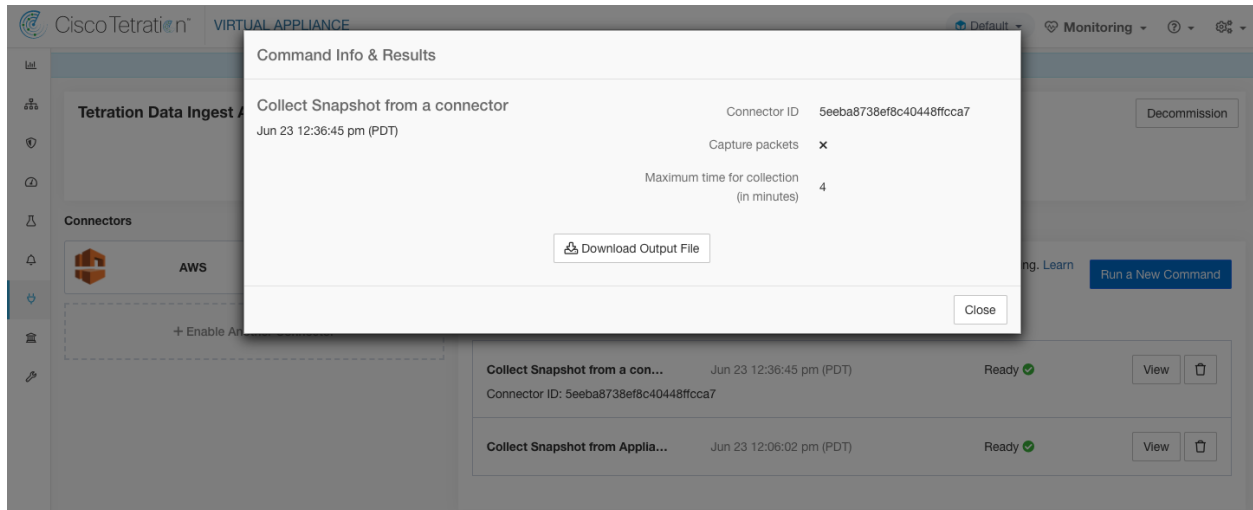 Cisco Tetration™ VIRTUAL APPLIANCE
Default
Monitoring
?
Command Info & Results
Tetration Data Ingest
Decommission
Collect Snapshot from a connector
Jun 23 12:36:45 pm (PDT)
Connector ID 5eeba8738ef8c40448ffcca7
Capture packets ×
Maximum time for collection
(in minutes)
4
Download Output File
Close
Connectors
AWS
+ Enable
Learn
Run a New Command
Collect Snapshot from a con... Jun 23 12:36:45 pm (PDT) Ready View
Connector ID: 5eeba8738ef8c40448ffcca7
Collect Snapshot from Applia... Jun 23 12:06:02 pm (PDT) Ready View